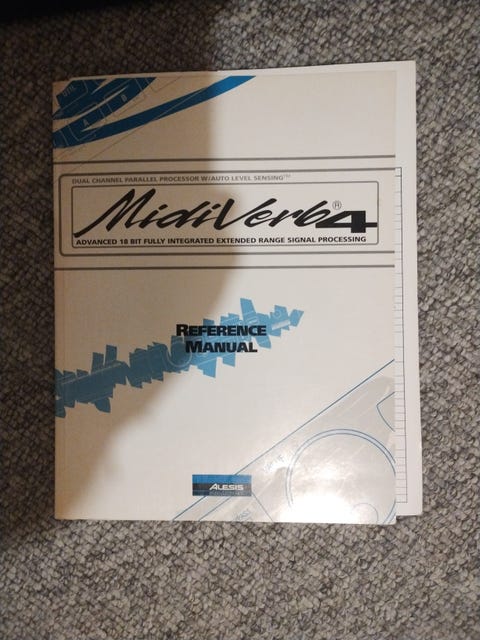 UTIL
A
B
DUAL CHANNEL PARALLEL PROCESSOR W/AUTO LEVEL SENSING™
MidiVerb®4
ADVANCED 18 BIT FULLY INTEGRATED EXTENDED RANGE SIGNAL PROCESSING
REFERENCE
MANUAL
ALESIS